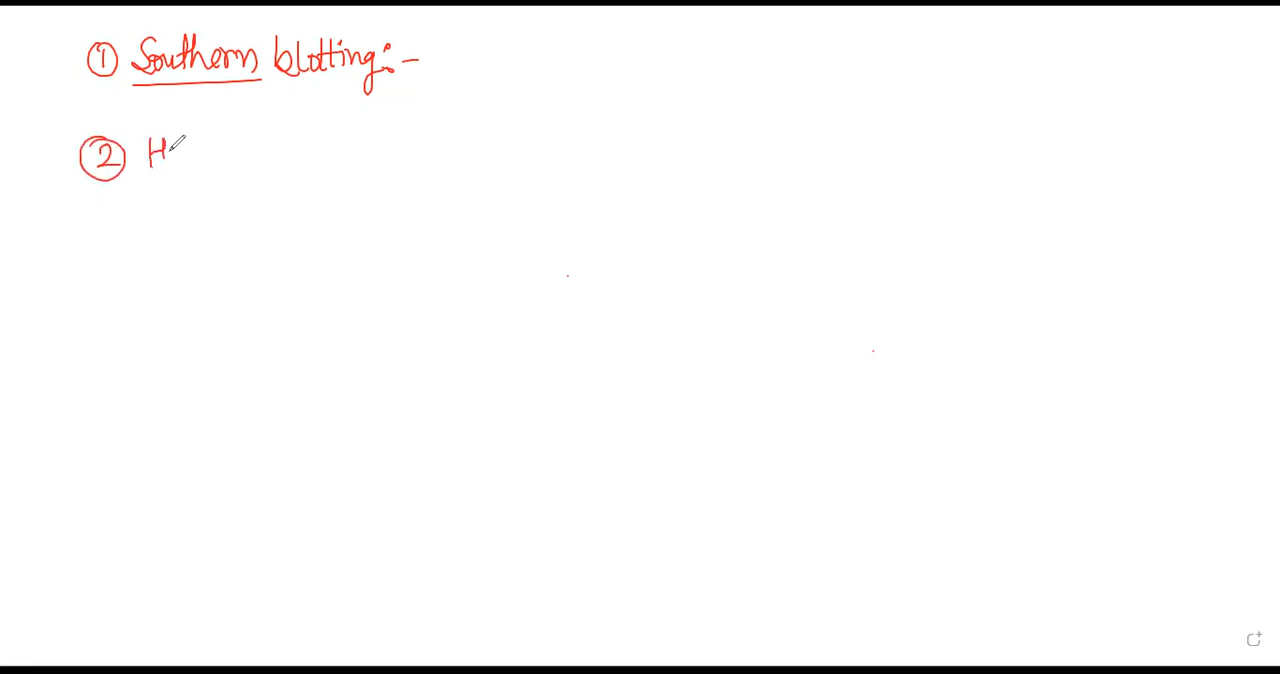 ① Southern blotting:-
② H